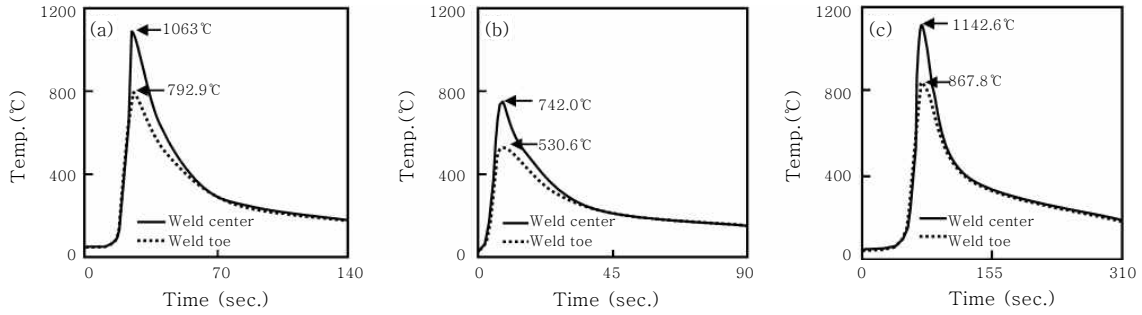 (a)
1200
800
400
0
Temp.(℃)
1063℃
792.9℃
Weld center
Weld toe
0 70 140
Time (sec.)
(b)
1200
800
400
0
Temp.(℃)
742.0℃
530.6℃
Weld center
Weld toe
0 45 90
Time (sec.)
(c)
1200
800
400
0
Temp.(℃)
1142.6℃
867.8℃
Weld center
Weld toe
0 155 310
Time (sec.)